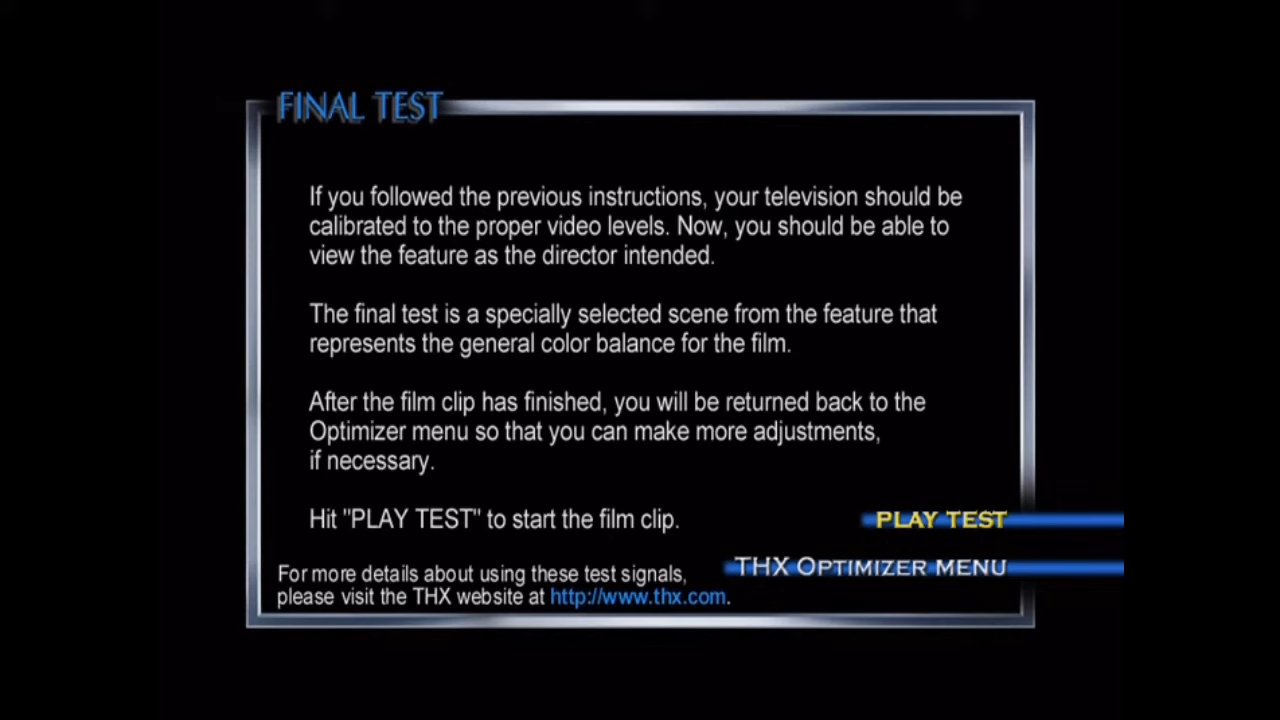 FINAL TEST
If you followed the previous instructions, your television should be
calibrated to the proper video levels. Now, you should be able to
view the feature as the director intended.
The final test is a specially selected scene from the feature that
represents the general color balance for the film.
After the film clip has finished, you will be returned back to the
Optimizer menu so that you can make more adjustments,
if necessary.
Hit "PLAY TEST" to start the film clip.
PLAY TEST
THX OPTIMIZER MENU
For more details about using these test signals,
please visit the THX website at http://www.thx.com.